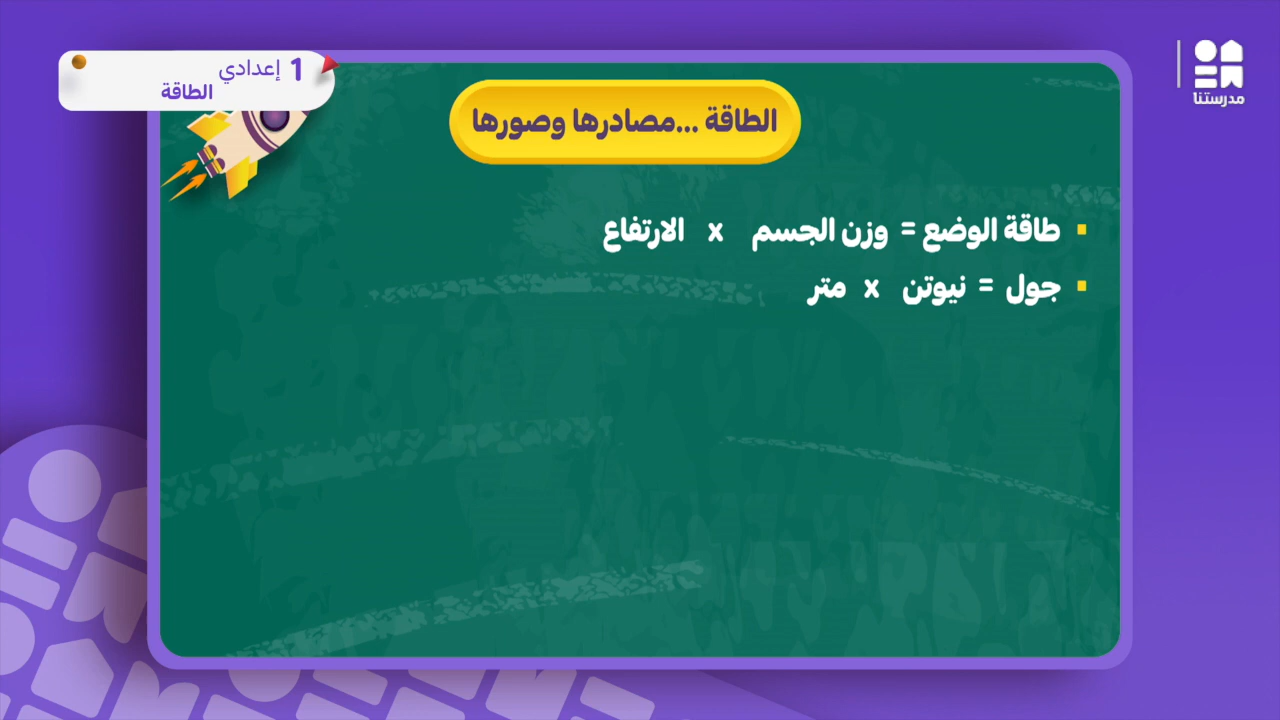 1 إعدادي
الطاقة
مدرستنا
الطاقة ...مصادرها وصورها
طاقة الوضع = وزن الجسم x الارتفاع
جول = نيوتن x متر